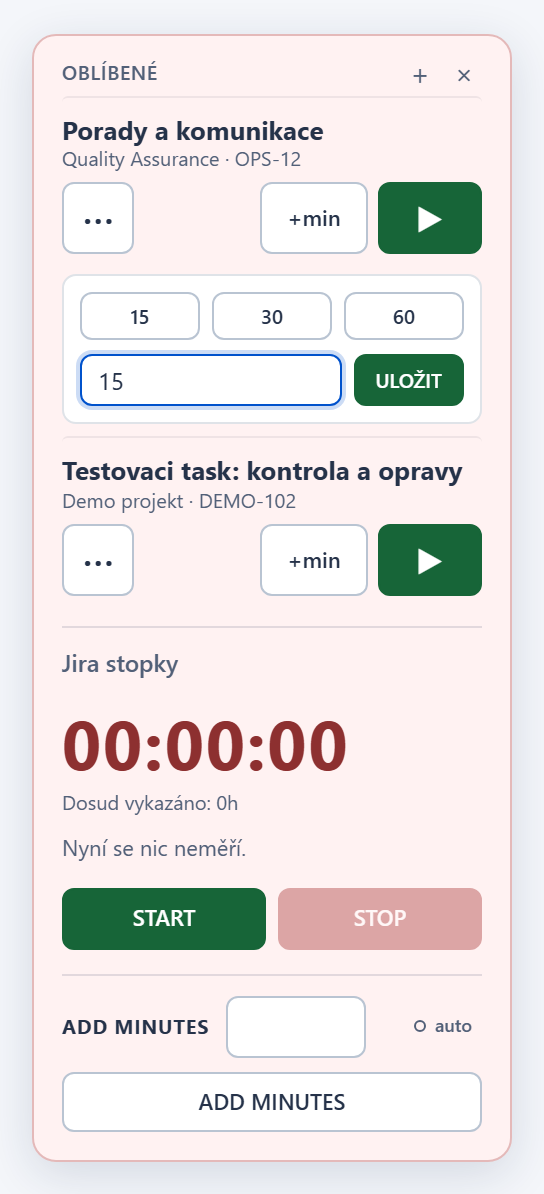 OBLÍBENÉ + ×
Porady a komunikace
Quality Assurance · OPS-12
... +min
15 30 60
15 ULOŽIT
Testovaci task: kontrola a opravy
Demo projekt · DEMO-102
... +min
Jira stopky
00:00:00
Dosud vykazáno: 0h
Nyní se nic neměří.
START STOP
ADD MINUTES auto
ADD MINUTES